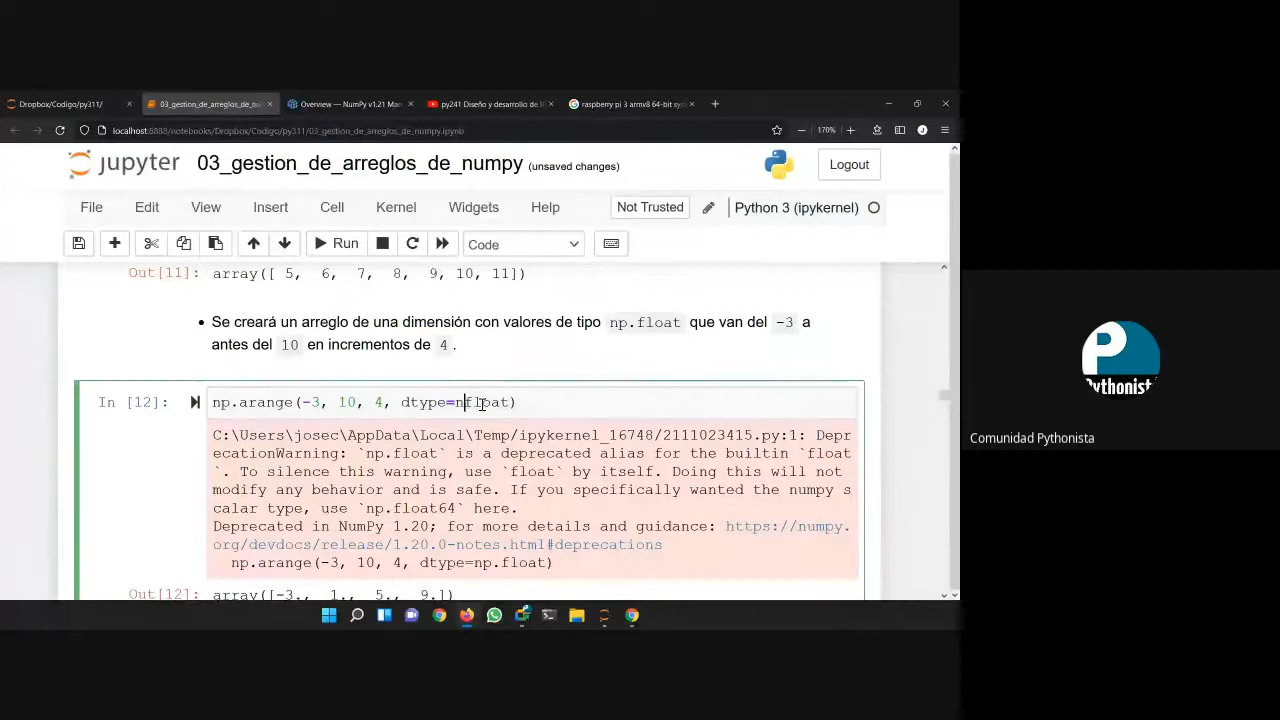 Dropbox/Codigo/py311/
03_gestion_de_arreglos_de_nu
Overview — NumPy v1.21 Ma
py241 Diseño y desarrollo de
raspberry pi 3 armv8 64-bit sys
localhost:8888/notebooks/Dropbox/Codigo/py311/03_gestion_de_arreglos_de_numpy.ipynb
170%
J
jupyter 03_gestion_de_arreglos_de_numpy (unsaved changes)
Logout
File Edit View Insert Cell Kernel Widgets Help
Not Trusted
Python 3 (ipykernel)
Run
Code
Out[11]: array([ 5, 6, 7, 8, 9, 10, 11])
• Se creará un arreglo de una dimensión con valores de tipo np.float que van del -3 a
antes del 10 en incrementos de 4.
In [12]: np.arange(-3, 10, 4, dtype=nfloat)
C:\Users\josec\AppData\Local\Temp/ipykernel_16748/2111023415.py:1: Depr
ecationWarning: `np.float` is a deprecated alias for the builtin `float
`. To silence this warning, use `float` by itself. Doing this will not
modify any behavior and is safe. If you specifically wanted the numpy s
calar type, use `np.float64` here.
Deprecated in NumPy 1.20; for more details and guidance: https://numpy.
org/devdocs/release/1.20.0-notes.html#deprecations
np.arange(-3, 10, 4, dtype=np.float)
Out[12]: array([-3., 1., 5., 9.])
P
Pythonist
Comunidad Pythonista